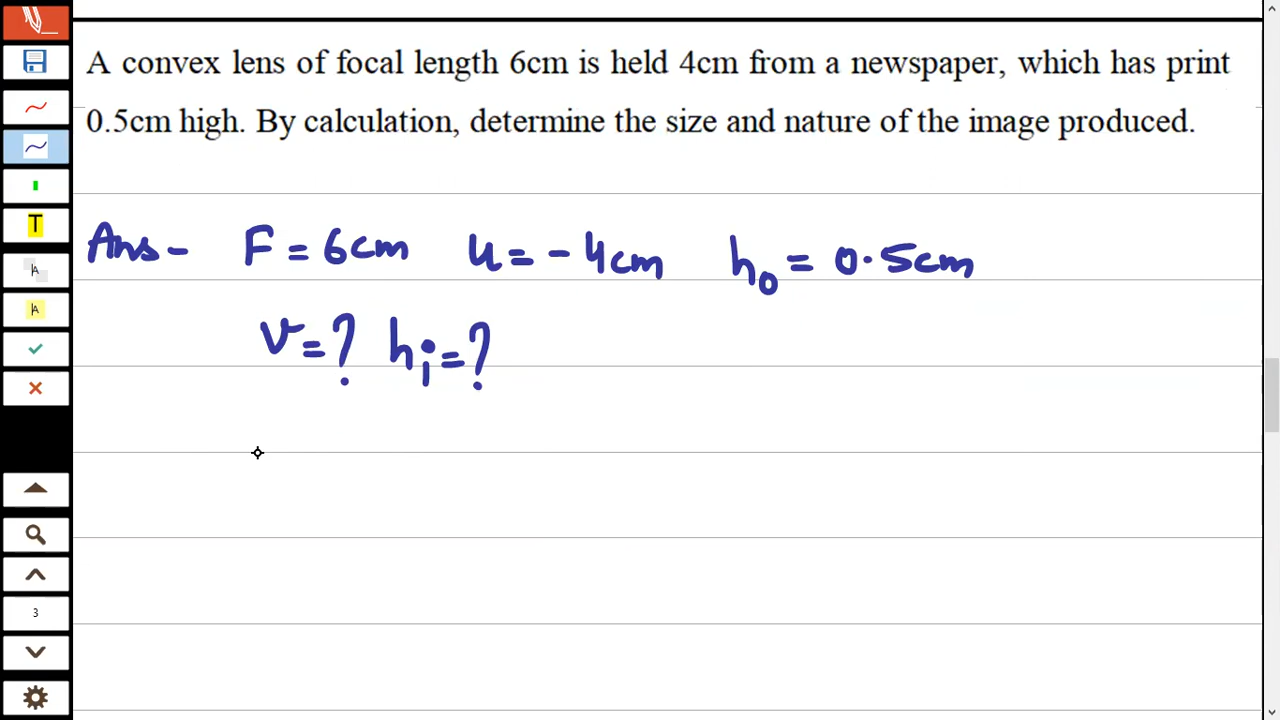 A convex lens of focal length 6cm is held 4cm from a newspaper, which has print
0.5cm high. By calculation, determine the size and nature of the image produced.
Ans - F = 6cm u = - 4cm ho = 0.5cm
v = ? hi = ?
T
A
A
3